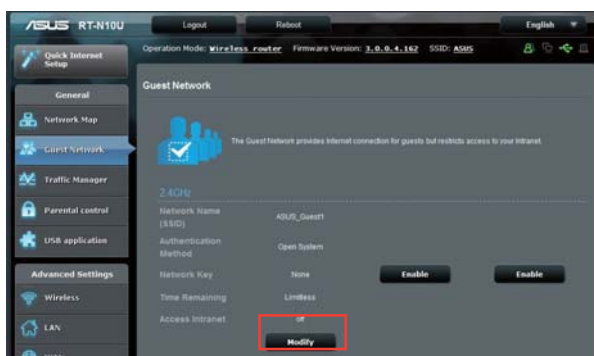 ASUS RT-N10U Logout Reboot English
Operation Mode: Wireless router Firmware Version: 3.0.0.4.162 SSID: ASUS
Quick Internet
Setup
General
Network Map
Guest Network
Traffic Manager
Parental control
USB application
Advanced Settings
Wireless
LAN
Guest Network
The Guest Network provides Internet connection for guests but restricts access to your Intranet.
2.4GHz
Network Name
(SSID)
ASUS_Guest1
Authentication
Method
Open System
Network Key None Enable Enable
Time Remaining Limitless
Access Intranet off
Modify